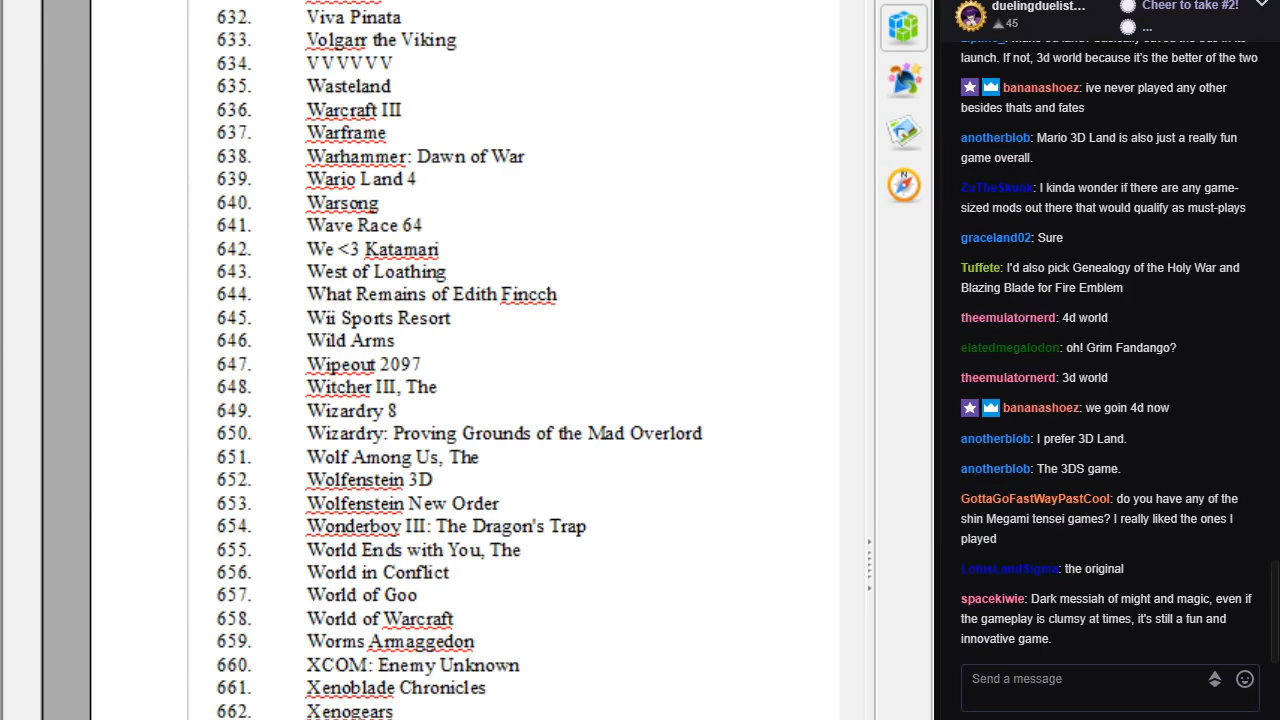 632. Viva Pinata
633. Volgarr the Viking
634. VVVVVV
635. Wasteland
636. Warcraft III
637. Warframe
638. Warhammer: Dawn of War
639. Wario Land 4
640. Warsong
641. Wave Race 64
642. We <3 Katamari
643. West of Loathing
644. What Remains of Edith Fincch
645. Wii Sports Resort
646. Wild Arms
647. Wipeout 2097
648. Witcher III, The
649. Wizardry 8
650. Wizardry: Proving Grounds of the Mad Overlord
651. Wolf Among Us, The
652. Wolfenstein 3D
653. Wolfenstein New Order
654. Wonderboy III: The Dragon's Trap
655. World Ends with You, The
656. World in Conflict
657. World of Goo
658. World of Warcraft
659. Worms Armaggedon
660. XCOM: Enemy Unknown
661. Xenoblade Chronicles
662. Xenogears
N
duelingduelist...
45
Cheer to take #2!
...
launch. If not, 3d world because it's the better of the two
bananashoez: ive never played any other
besides thats and fates
anotherblob: Mario 3D Land is also just a really fun
game overall.
ZuTheSkunk: I kinda wonder if there are any game-
sized mods out there that would qualify as must-plays
graceland02: Sure
Tuffete: I'd also pick Genealogy of the Holy War and
Blazing Blade for Fire Emblem
theemulatornerd: 4d world
elatedmegalodon: oh! Grim Fandango?
theemulatornerd: 3d world
bananashoez: we goin 4d now
anotherblob: I prefer 3D Land.
anotherblob: The 3DS game.
GottaGoFastWayPastCool: do you have any of the
shin Megami tensei games? I really liked the ones I
played
LotusLandSigma: the original
spacekiwie: Dark messiah of might and magic, even if
the gameplay is clumsy at times, it's still a fun and
innovative game.
Send a message